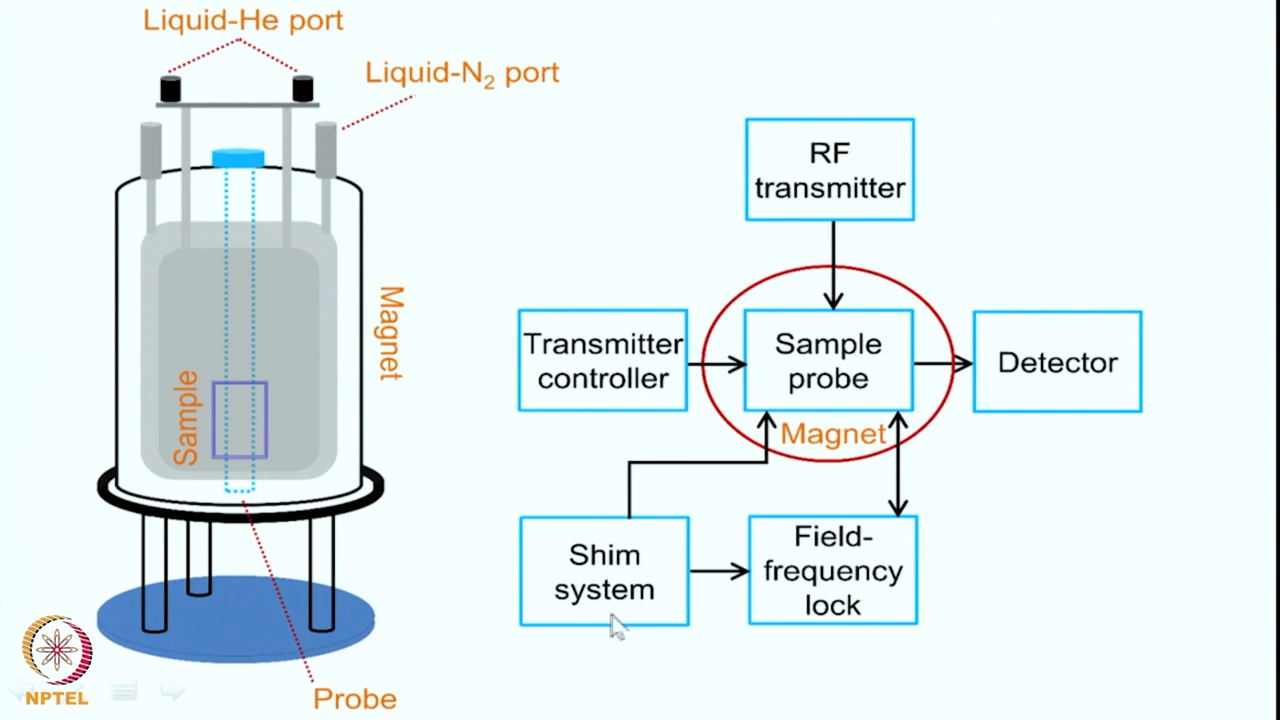 Liquid-He port
Liquid-N₂ port
Magnet
Sample
Probe
RF
transmitter
Transmitter
controller
Sample
probe
Detector
Magnet
Shim
system
Field-
frequency
lock
NPTEL